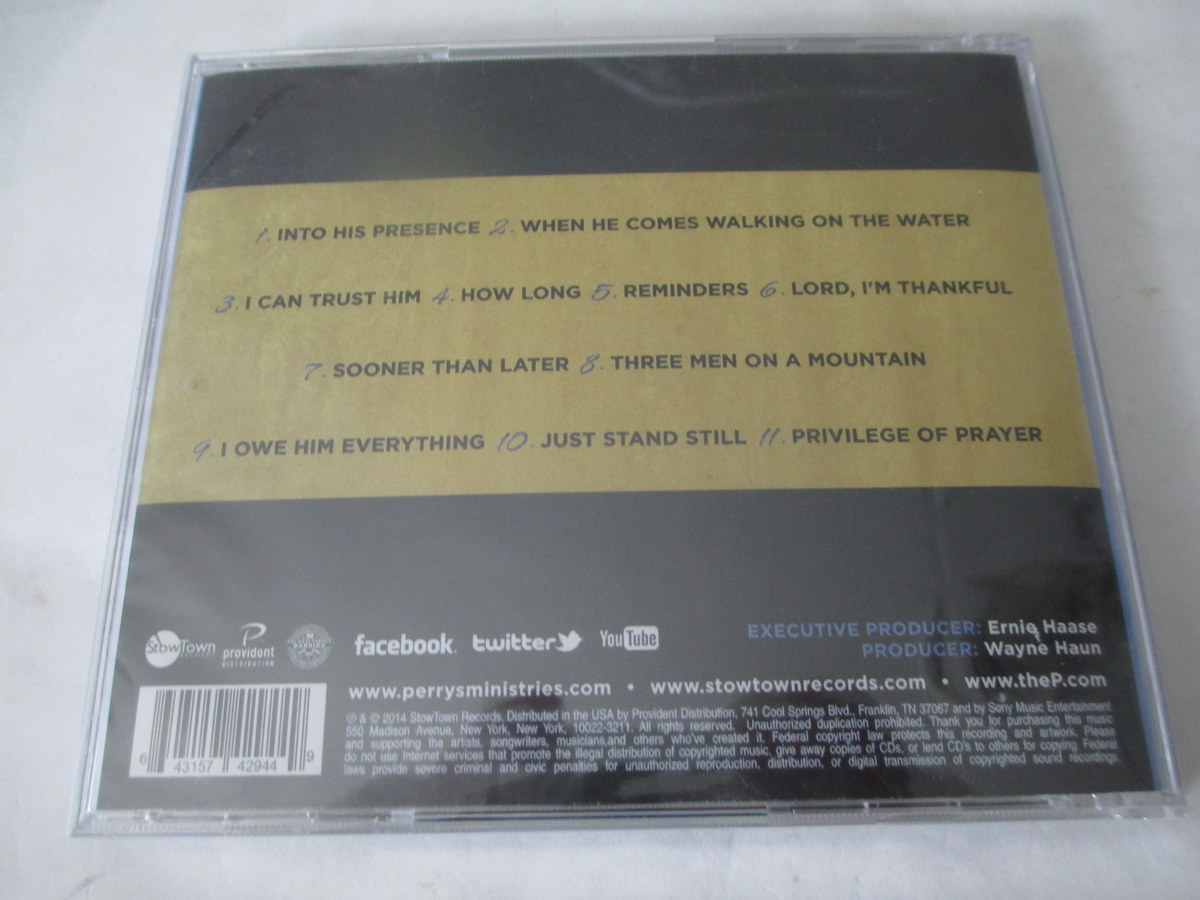 1. INTO HIS PRESENCE 2. WHEN HE COMES WALKING ON THE WATER
3. I CAN TRUST HIM 4. HOW LONG 5. REMINDERS 6. LORD, I'M THANKFUL
7. SOONER THAN LATER 8. THREE MEN ON A MOUNTAIN
9. I OWE HIM EVERYTHING 10. JUST STAND STILL 11. PRIVILEGE OF PRAYER
StowTown
provident
DISTRIBUTION
facebook.
twitter
YouTube
EXECUTIVE PRODUCER: Ernie Haase
PRODUCER: Wayne Haun
www.perrysministries.com • www.stowtownrecords.com • www.theP.com
℗ & © 2014 StowTown Records. Distributed in the USA by Provident Distribution, 741 Cool Springs Blvd., Franklin, TN 37067 and by Sony Music Entertainment
550 Madison Avenue, New York, New York, 10022-3211. All rights reserved. Unauthorized duplication prohibited. Thank you for purchasing this music
and supporting the artists, songwriters, musicians and others who've created it. Federal copyright law protects this recording and artwork. Please
do not use Internet services that promote the illegal distribution of copyrighted music, give away copies of CDs, or lend CD's to others for copying. Federal
laws provide severe criminal and civic penalties for unauthorized reproduction, distribution, or digital transmission of copyrighted sound recordings.
6 43157 42944 9